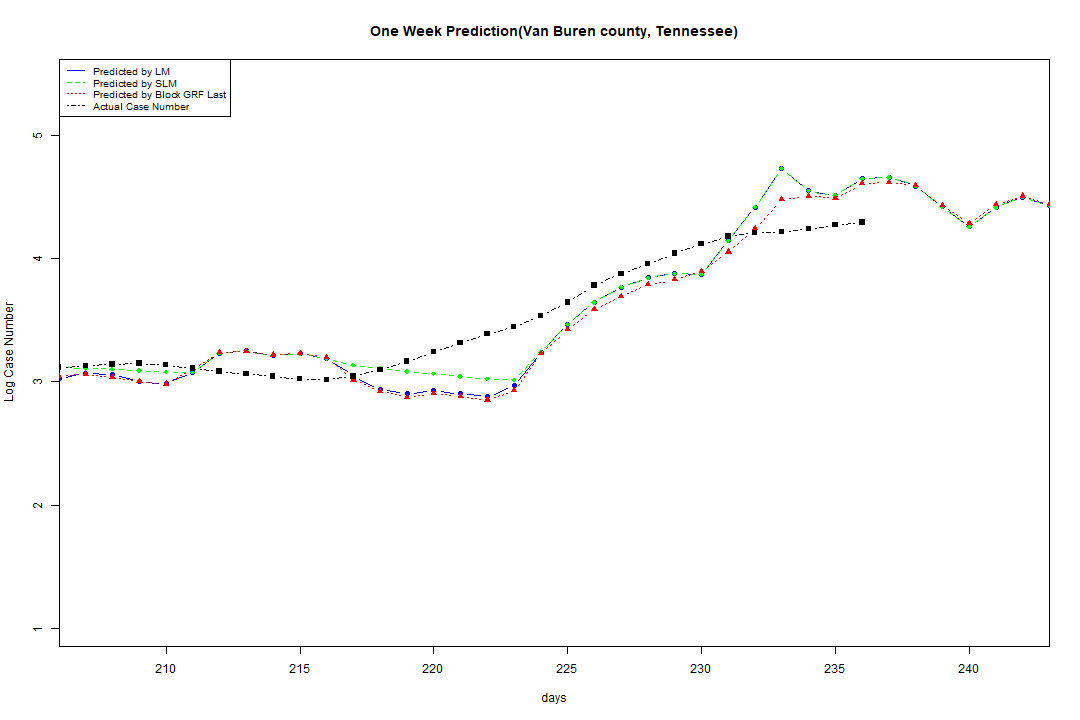 One Week Prediction(Van Buren county, Tennessee)
Predicted by LM
Predicted by SLM
Predicted by Block GRF Last
Actual Case Number
5
4
3
2
1
Log Case Number
210 215 220 225 230 235 240
days